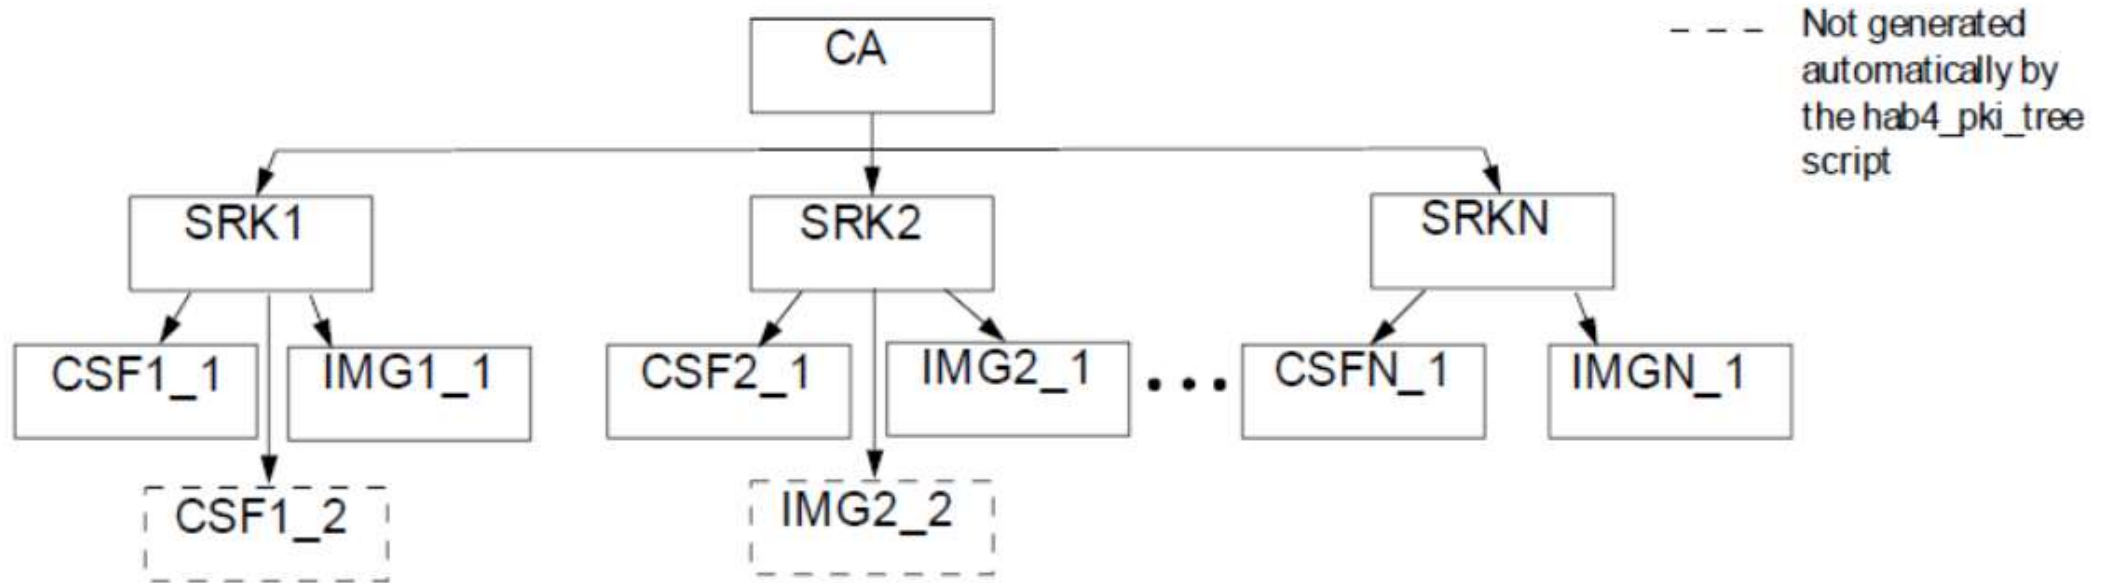 CA
Not generated
automatically by
the hab4_pki_tree
script
SRK1
SRK2
SRKN
CSF1_1
IMG1_1
CSF2_1
IMG2_1
• • •
CSFN_1
IMGN_1
CSF1_2
IMG2_2